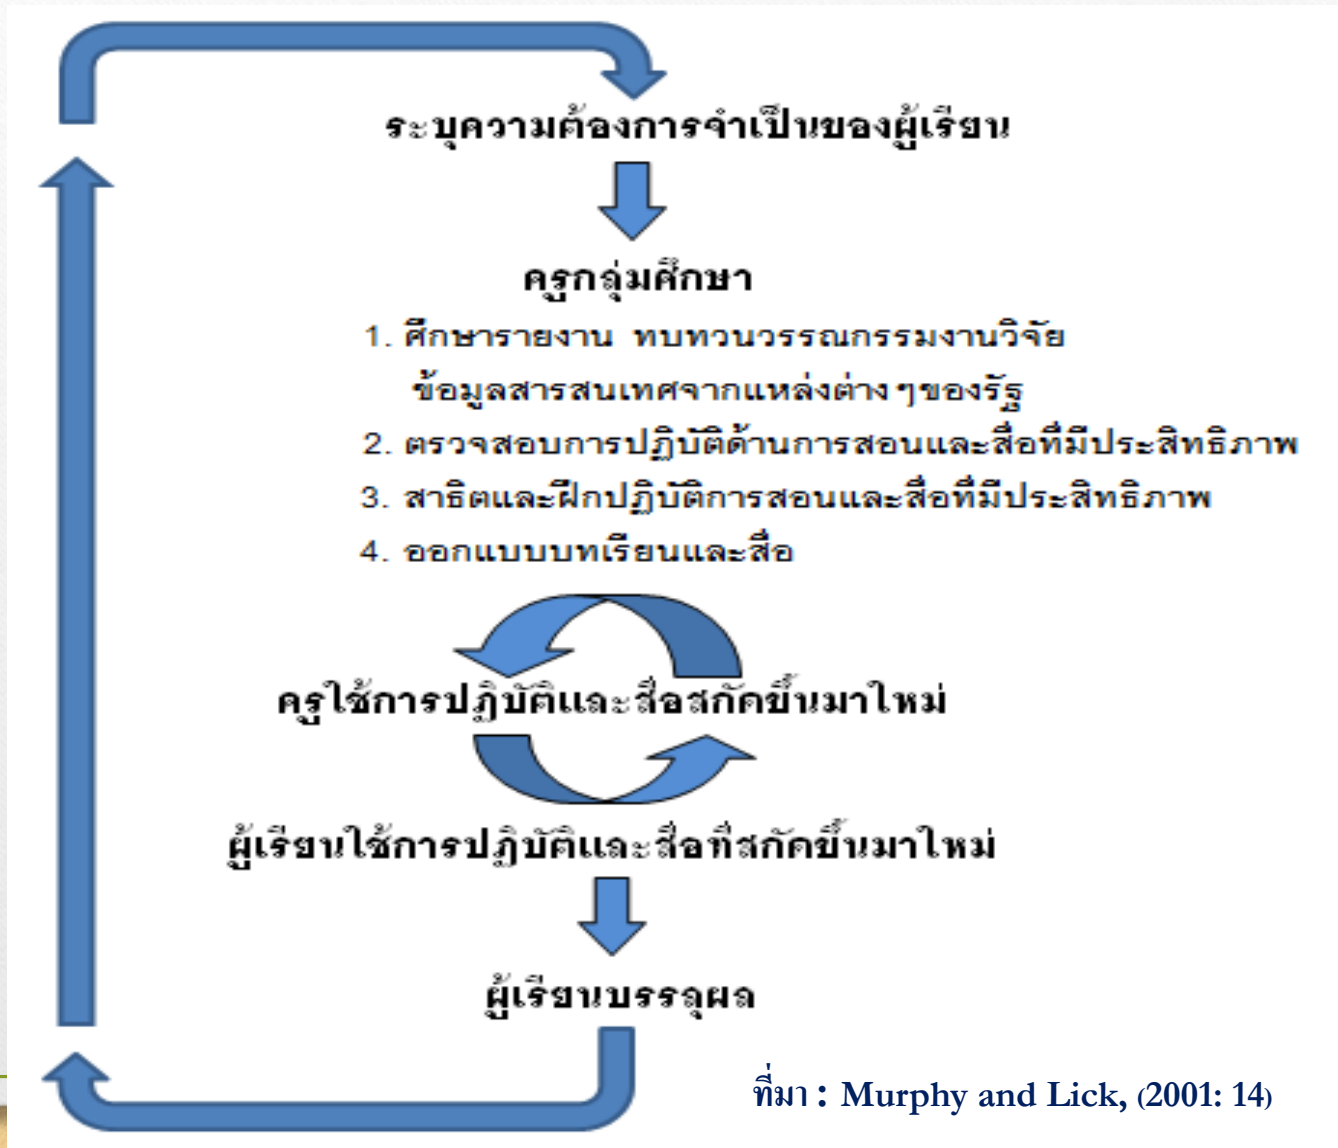 ระบุความต้องการจำเป็นของผู้เรียน
ครูกลุ่มศึกษา
1. ศึกษารายงาน ทบทวนวรรณกรรมงานวิจัย
ข้อมูลสารสนเทศจากแหล่งต่างๆของรัฐ
2. ตรวจสอบการปฏิบัติด้านการสอนและสื่อที่มีประสิทธิภาพ
3. สาธิตและฝึกปฏิบัติการสอนและสื่อที่มีประสิทธิภาพ
4. ออกแบบบทเรียนและสื่อ
ครูใช้การปฏิบัติและสื่อสกัดขึ้นมาใหม่
ผู้เรียนใช้การปฏิบัติและสื่อที่สกัดขึ้นมาใหม่
ผู้เรียนบรรลุผล
ที่มา : Murphy and Lick, (2001: 14)